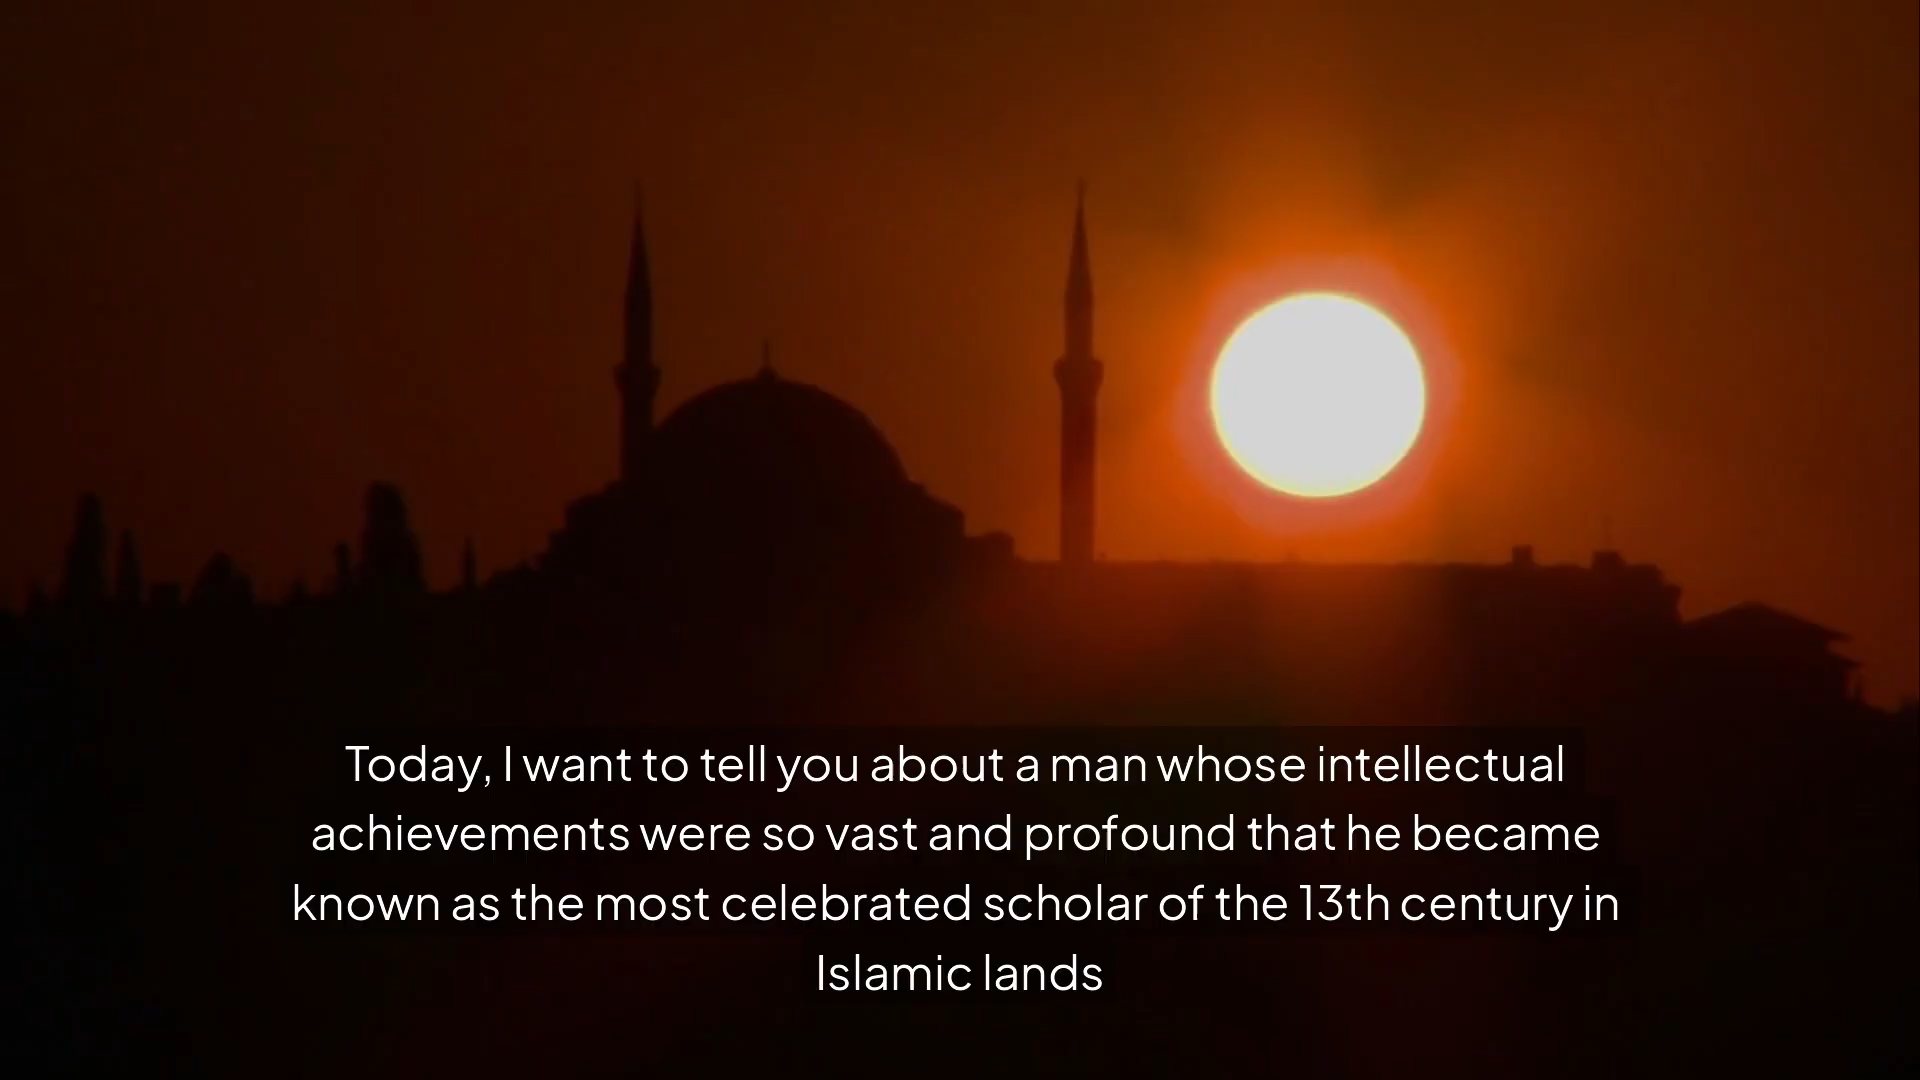 Today, I want to tell you about a man whose intellectual
achievements were so vast and profound that he became
known as the most celebrated scholar of the 13th century in
Islamic lands